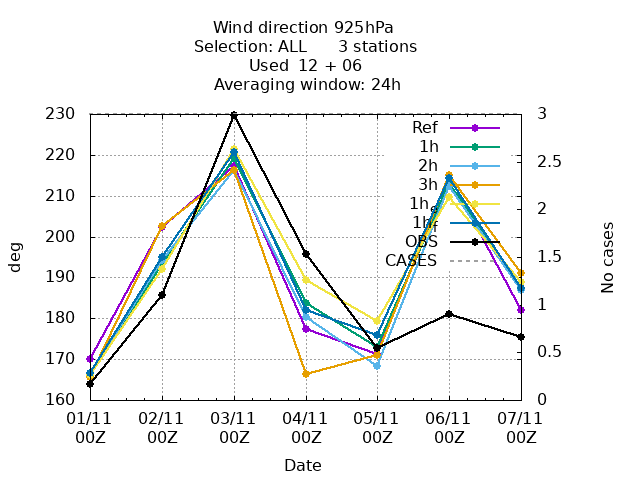 Wind direction 925hPa
Selection: ALL      3 stations
Used  12 + 06
Averaging window: 24h
230
220
210
200
190
180
170
160
deg
3
2.5
2
1.5
1
0.5
0
No cases
Ref
1h
2h
3h
1he
1hf
OBS
CASES
01/11 02/11 03/11 04/11 05/11 06/11 07/11
00Z 00Z 00Z 00Z 00Z 00Z 00Z
Date